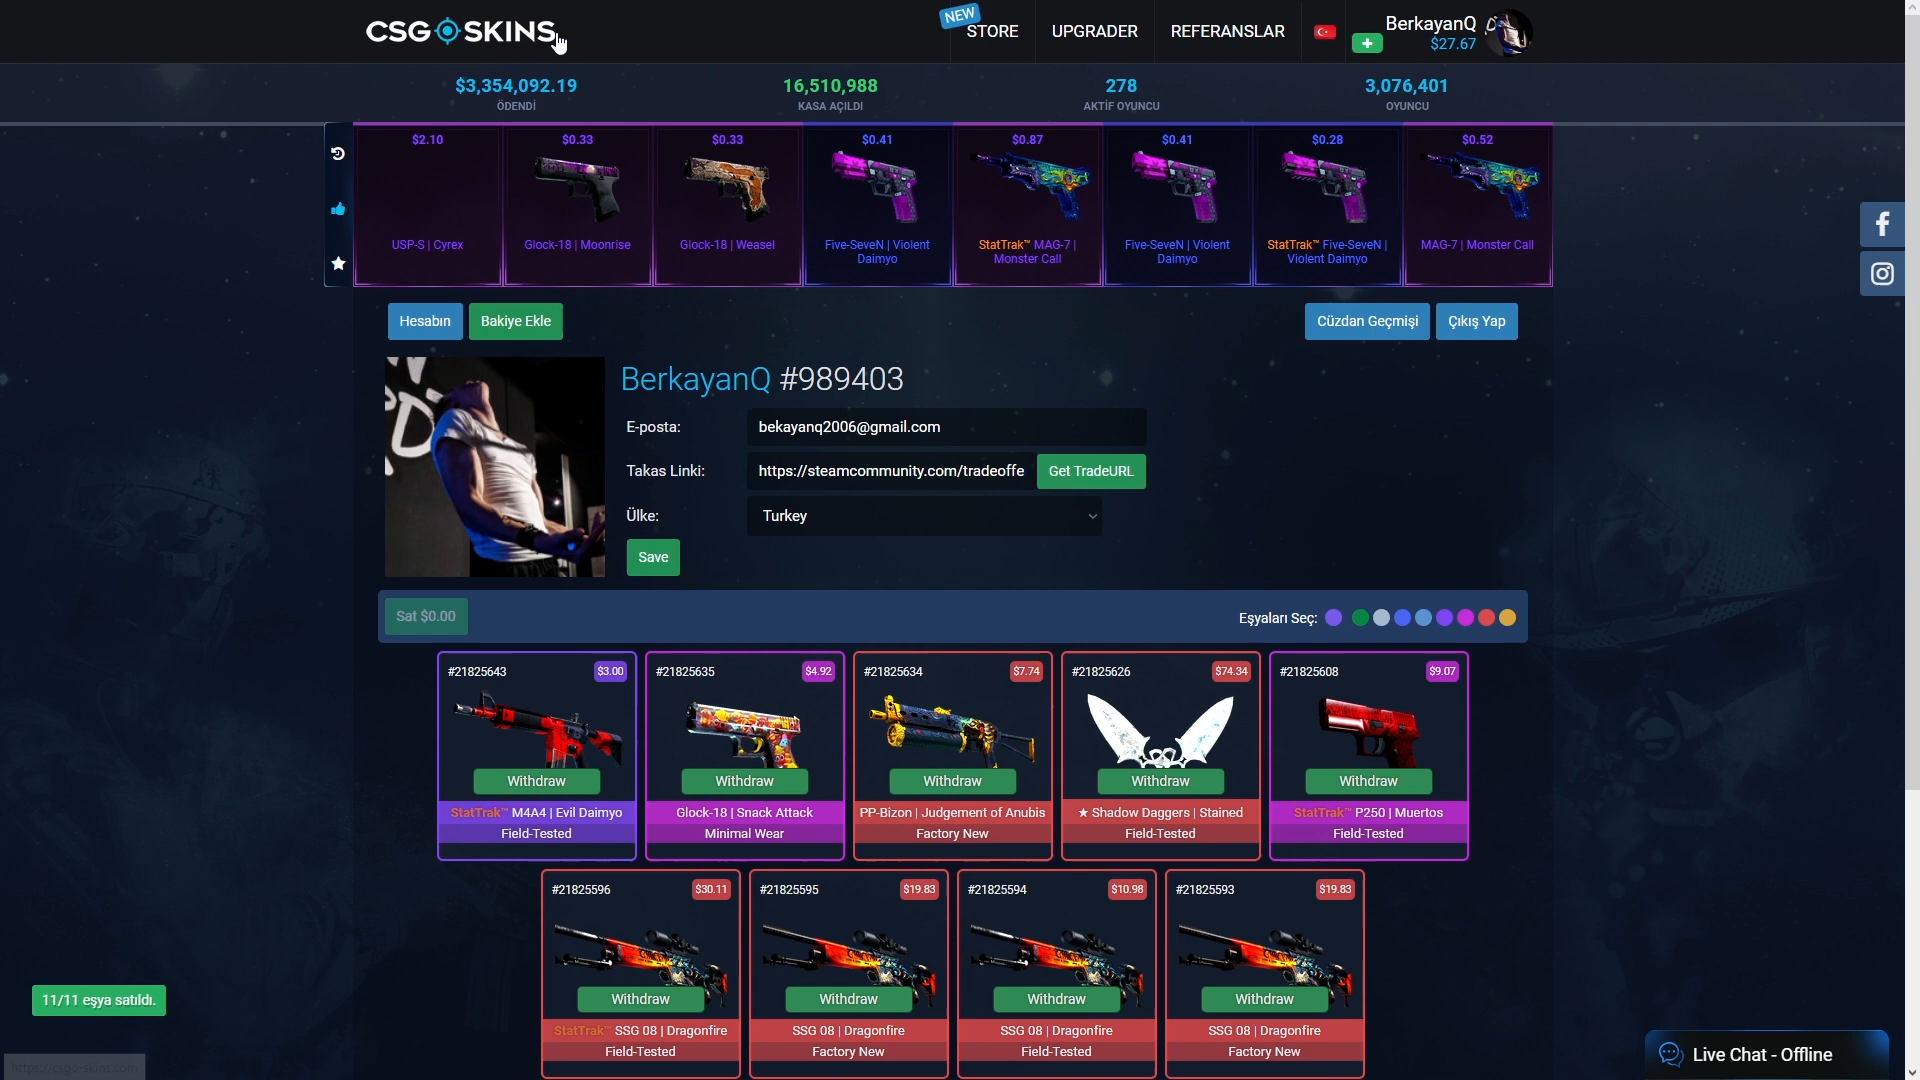 CSG SKINS
NEW
STORE
UPGRADER
REFERANSLAR
BerkayanQ
$27.67
$3,354,092.19
ÖDENDİ
16,510,988
KASA AÇILDI
278
AKTİF OYUNCU
3,076,401
OYUNCU
$2.10
USP-S | Cyrex
$0.33
Glock-18 | Moonrise
$0.33
Glock-18 | Weasel
$0.41
Five-SeveN | Violent
Daimyo
$0.87
StatTrak™ MAG-7 |
Monster Call
$0.41
Five-SeveN | Violent
Daimyo
$0.28
StatTrak™ Five-SeveN |
Violent Daimyo
$0.52
MAG-7 | Monster Call
Hesabın
Bakiye Ekle
Cüzdan Geçmişi
Çıkış Yap
BerkayanQ #989403
E-posta:
bekayanq2006@gmail.com
Takas Linki:
https://steamcommunity.com/tradeoffe
Get TradeURL
Ülke:
Turkey
Save
Sat $0.00
Eşyaları Seç:
#21825643
$3.00
Withdraw
StatTrak™ M4A4 | Evil Daimyo
Field-Tested
#21825635
$4.92
Withdraw
Glock-18 | Snack Attack
Minimal Wear
#21825634
$7.74
Withdraw
PP-Bizon | Judgement of Anubis
Factory New
#21825626
$74.34
Withdraw
★ Shadow Daggers | Stained
Field-Tested
#21825608
$9.07
Withdraw
StatTrak™ P250 | Muertos
Field-Tested
#21825596
$30.11
Withdraw
StatTrak™ SSG 08 | Dragonfire
Field-Tested
#21825595
$19.83
Withdraw
SSG 08 | Dragonfire
Factory New
#21825594
$10.98
Withdraw
SSG 08 | Dragonfire
Field-Tested
#21825593
$19.83
Withdraw
SSG 08 | Dragonfire
Factory New
11/11 eşya satıldı.
https://csgo-skins.com
Live Chat - Offline